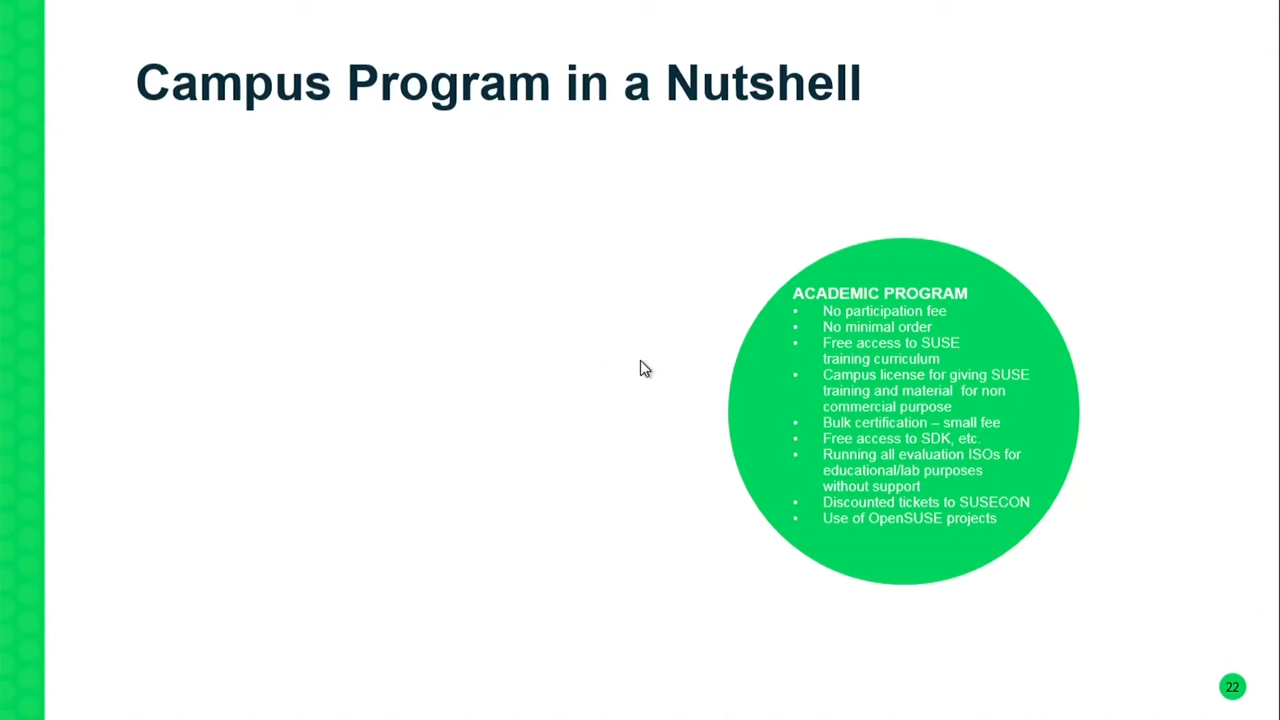 Campus Program in a Nutshell
ACADEMIC PROGRAM
• No participation fee
• No minimal order
• Free access to SUSE
training curriculum
• Campus license for giving SUSE
training and material for non
commercial purpose
• Bulk certification – small fee
• Free access to SDK, etc.
• Running all evaluation ISOs for
educational/lab purposes
without support
• Discounted tickets to SUSECON
• Use of OpenSUSE projects
22